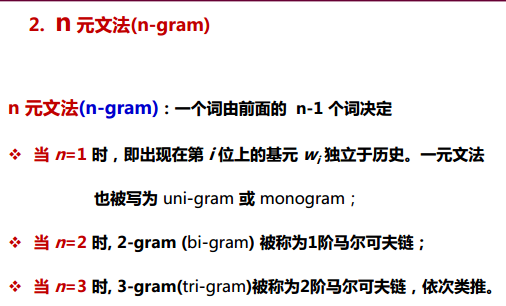 2. n 元文法(n-gram)
n 元文法(n-gram)：一个词由前面的 n-1 个词决定
❖ 当 n=1 时，即出现在第 i 位上的基元 wi 独立于历史。一元文法
也被写为 uni-gram 或 monogram；
❖ 当 n=2 时, 2-gram (bi-gram) 被称为1阶马尔可夫链；
❖ 当 n=3 时, 3-gram(tri-gram)被称为2阶马尔可夫链，依次类推。